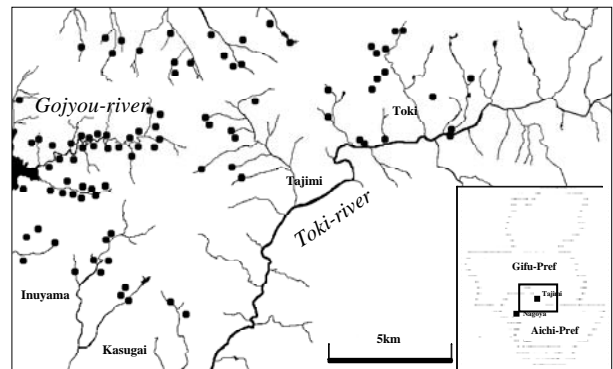 Gojyou-river
Toki
Tajimi
Toki-river
Gifu-Pref
Tajimi
Inuyama
Nagoya
Aichi-Pref
Kasugai
5km